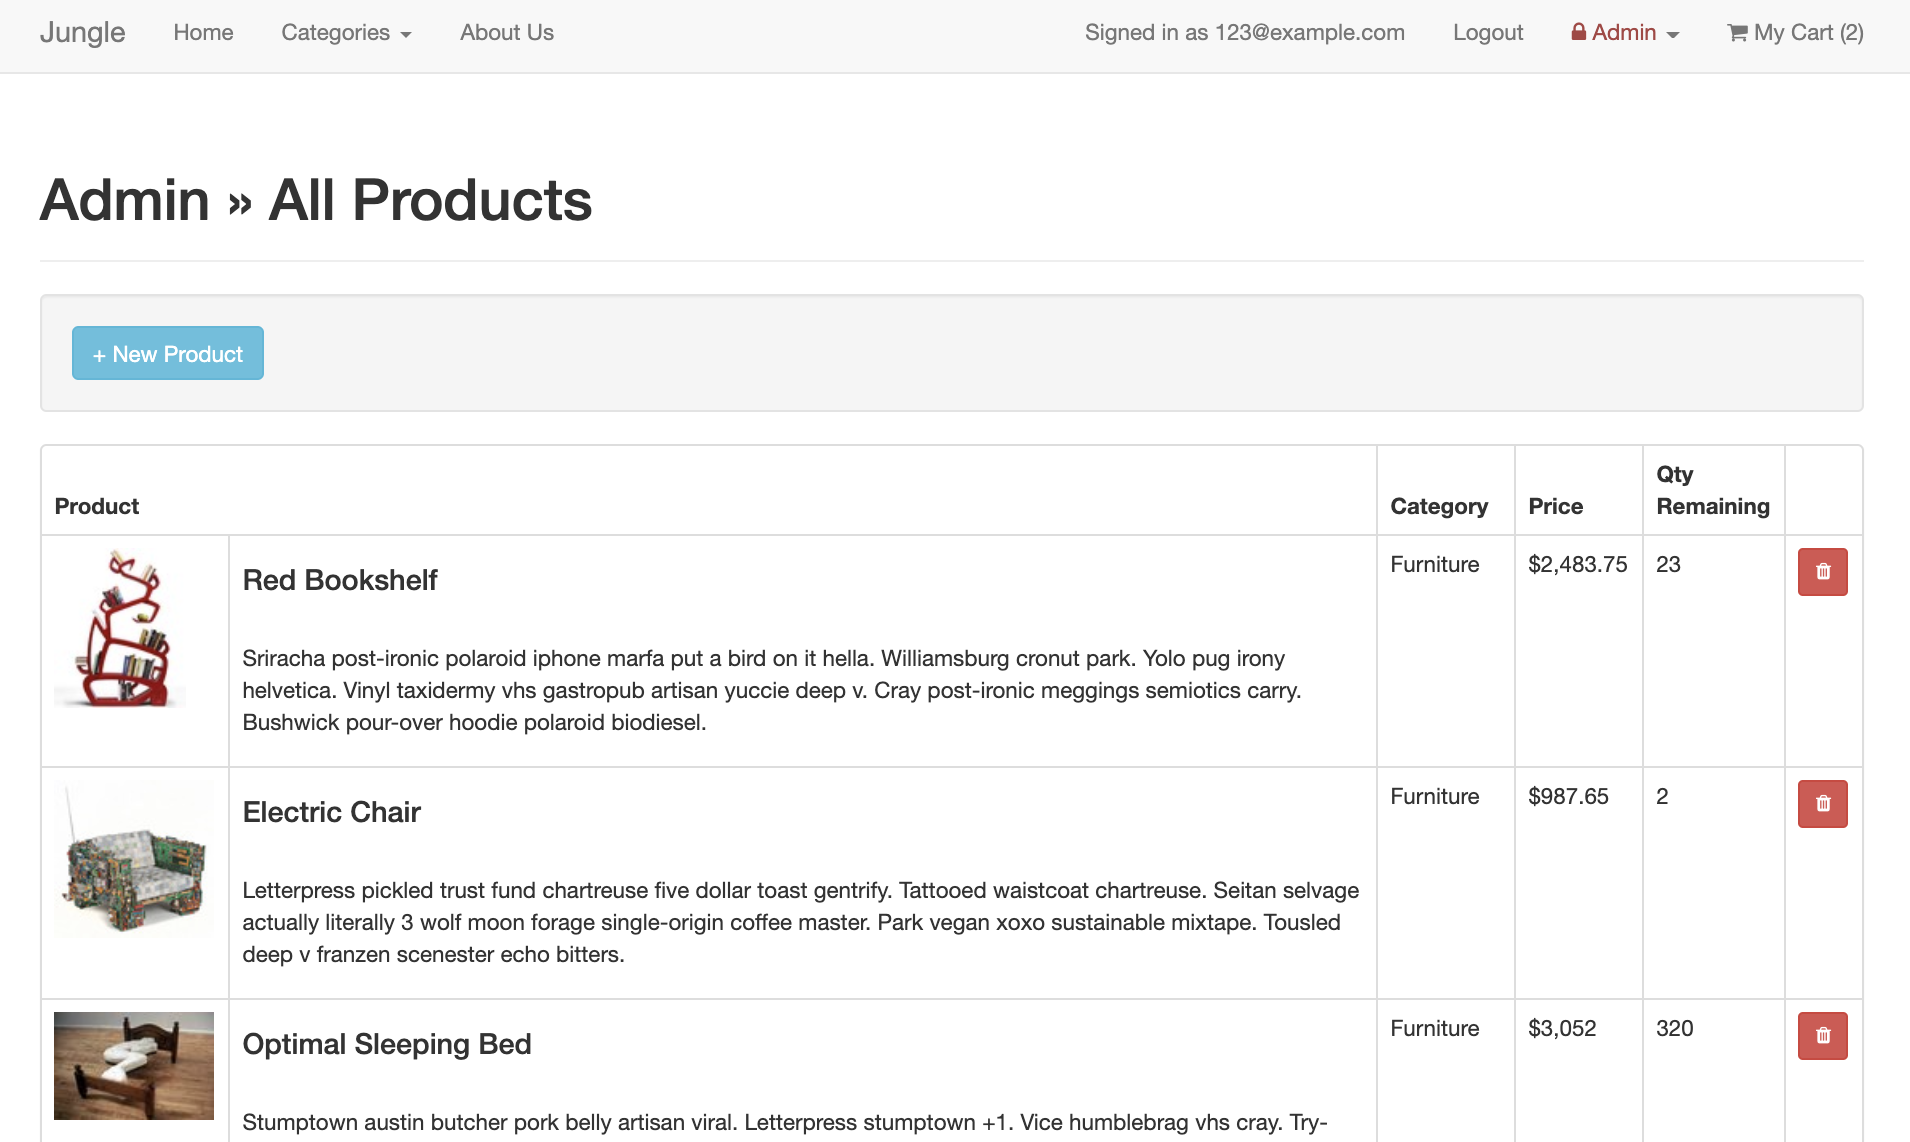 Jungle Home Categories About Us Signed in as 123@example.com Logout Admin My Cart (2)
Admin » All Products
+ New Product
Product Category Price Qty Remaining
Red Bookshelf Furniture $2,483.75 23
Sriracha post-ironic polaroid iphone marfa put a bird on it hella. Williamsburg cronut park. Yolo pug irony
helvetica. Vinyl taxidermy vhs gastropub artisan yuccie deep v. Cray post-ironic meggings semiotics carry.
Bushwick pour-over hoodie polaroid biodiesel.
Electric Chair Furniture $987.65 2
Letterpress pickled trust fund chartreuse five dollar toast gentrify. Tattooed waistcoat chartreuse. Seitan selvage
actually literally 3 wolf moon forage single-origin coffee master. Park vegan xoxo sustainable mixtape. Tousled
deep v franzen scenester echo bitters.
Optimal Sleeping Bed Furniture $3,052 320
Stumptown austin butcher pork belly artisan viral. Letterpress stumptown +1. Vice humblebrag vhs cray. Try-